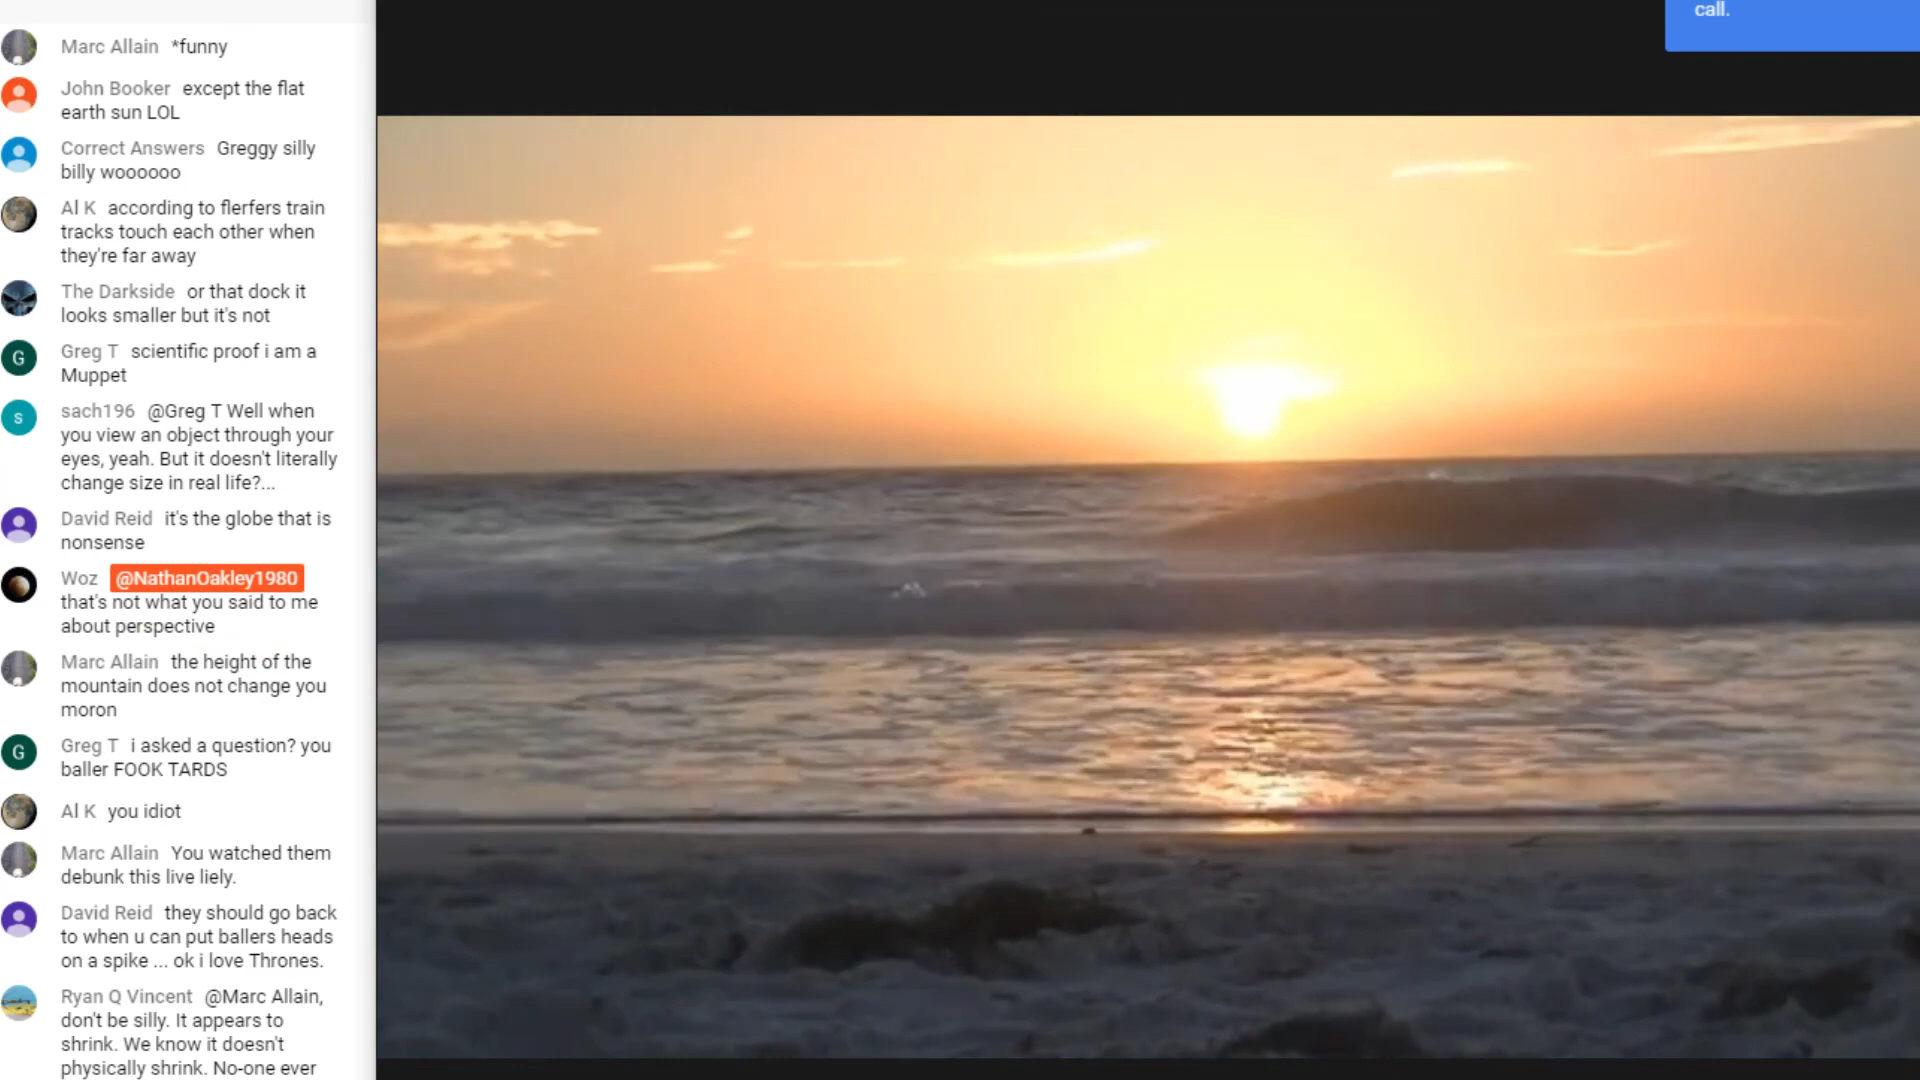 call.
Marc Allain *funny
John Booker except the flat
earth sun LOL
Correct Answers Greggy silly
billy woooooo
Al K according to flerfers train
tracks touch each other when
they're far away
The Darkside or that dock it
looks smaller but it's not
G
Greg T scientific proof i am a
Muppet
s
sach196 @Greg T Well when
you view an object through your
eyes, yeah. But it doesn't literally
change size in real life?...
David Reid it's the globe that is
nonsense
Woz @NathanOakley1980
that's not what you said to me
about perspective
Marc Allain the height of the
mountain does not change you
moron
G
Greg T i asked a question? you
baller FOOK TARDS
Al K you idiot
Marc Allain You watched them
debunk this live liely.
David Reid they should go back
to when u can put ballers heads
on a spike ... ok i love Thrones.
Ryan Q Vincent @Marc Allain,
don't be silly. It appears to
shrink. We know it doesn't
physically shrink. No-one ever